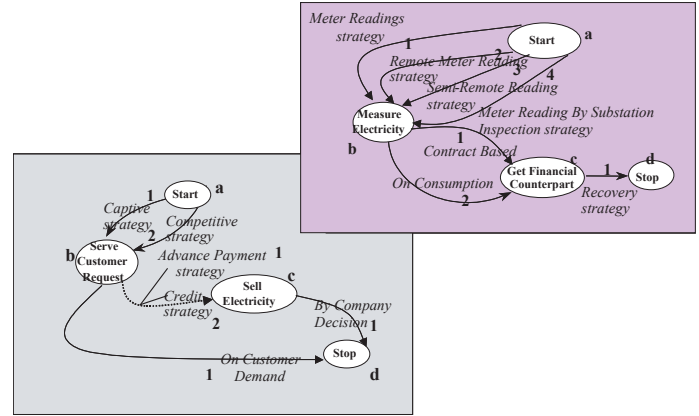 Meter Readings
strategy
1
Start
a
2
Remote Meter Reading
strategy
3
4
Semi-Remote Reading
strategy
Measure
Electricity
b
Meter Reading By Substation
Inspection strategy
1
Contract Based
c
Get Financial
Counterpart
1
d
Stop
On Consumption
2
Recovery
strategy
1
Start
a
Captive
strategy
Competitive
strategy
2
b
Serve
Customer
Request
Advance Payment
strategy
1
c
Sell
Electricity
Credit
strategy
2
By Company
Decision
1
Stop
d
On Customer
Demand
1